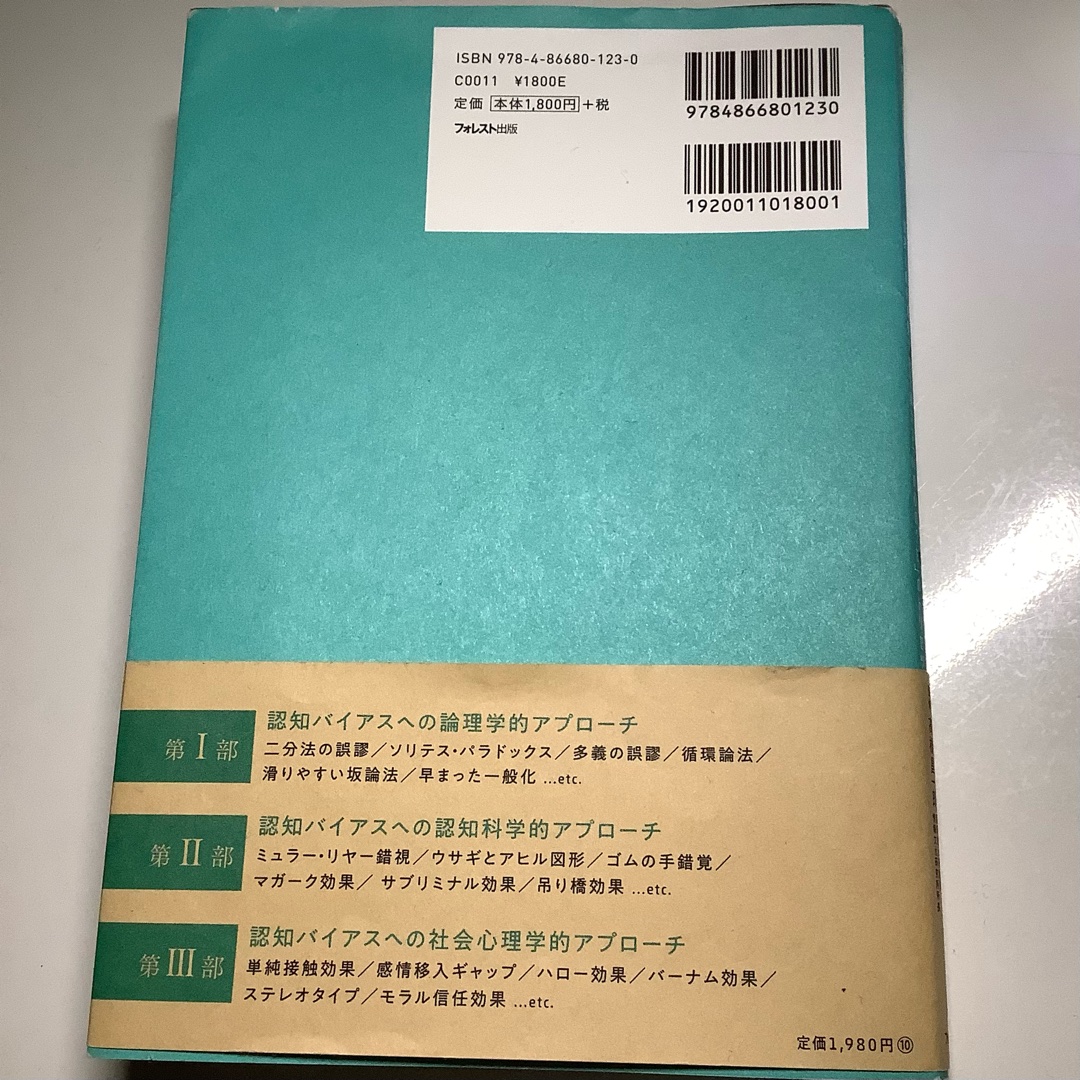 ISBN 978-4-86680-123-0
C0011 ¥1800E
定価 本体1,800円+税
フォレスト出版
9784866801230
1920011018001
第I部
認知バイアスへの論理学的アプローチ
二分法の誤謬/ソリテス・パラドックス/多義の誤謬/循環論法/
滑りやすい坂論法/早まった一般化 …etc.
第II部
認知バイアスへの認知科学的アプローチ
ミュラー・リヤー錯視/ウサギとアヒル図形/ゴムの手錯覚/
マガーク効果/サブリミナル効果/吊り橋効果 …etc.
第III部
認知バイアスへの社会心理学的アプローチ
単純接触効果/感情移入ギャップ/ハロー効果/バーナム効果/
ステレオタイプ/モラル信任効果 …etc.
定価1,980円⑩